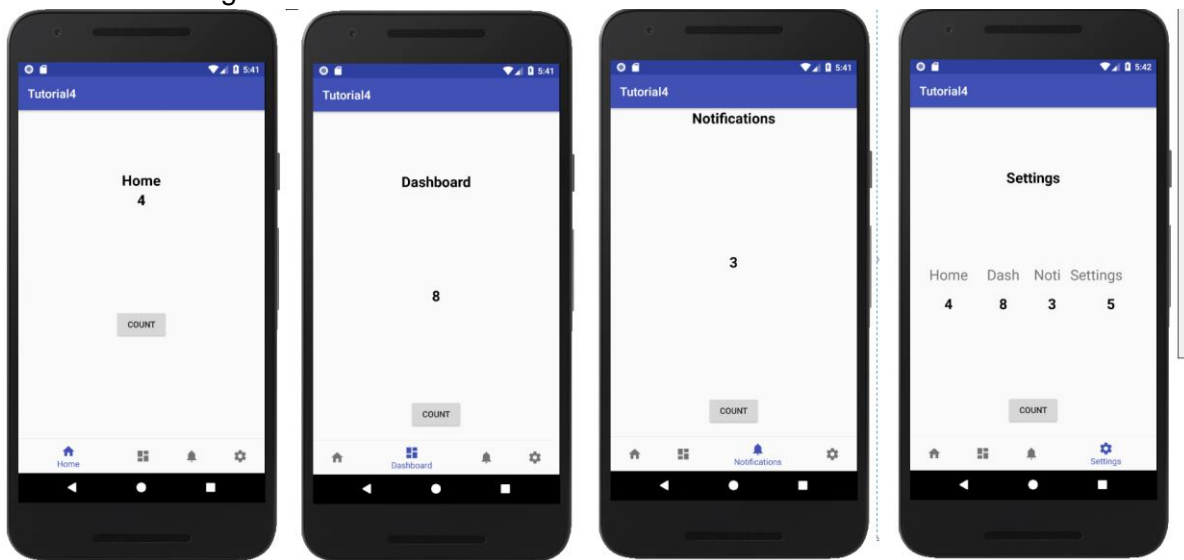 5:41
Tutorial4
Home
4
COUNT
Home
5:41
Tutorial4
Dashboard
8
COUNT
Dashboard
5:41
Tutorial4
Notifications
3
COUNT
Notifications
5:42
Tutorial4
Settings
Home Dash Noti Settings
4 8 3 5
COUNT
Settings